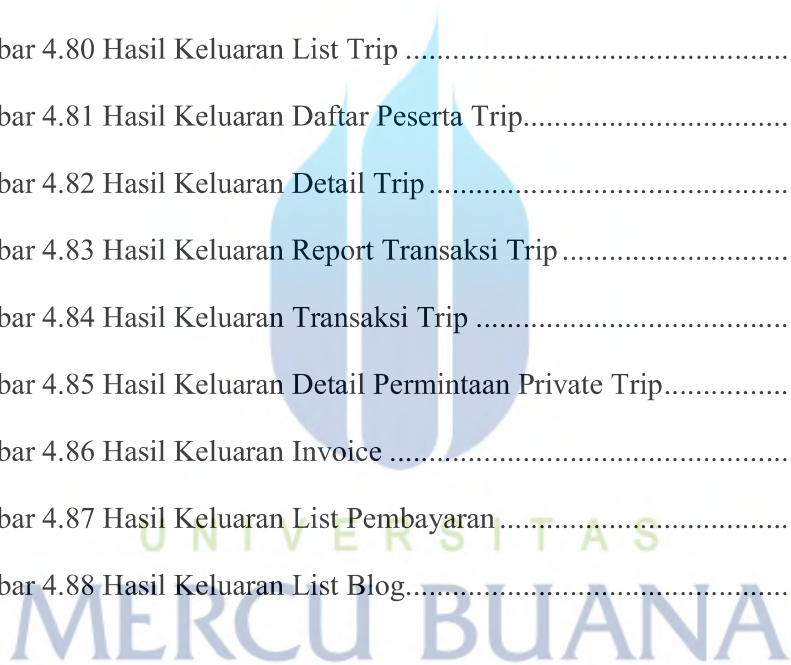 bar 4.80 Hasil Keluaran List Trip ................................................
bar 4.81 Hasil Keluaran Daftar Peserta Trip.................................
bar 4.82 Hasil Keluaran Detail Trip .............................................
bar 4.83 Hasil Keluaran Report Transaksi Trip ............................
bar 4.84 Hasil Keluaran Transaksi Trip .......................................
bar 4.85 Hasil Keluaran Detail Permintaan Private Trip...............
bar 4.86 Hasil Keluaran Invoice ..................................................
bar 4.87 Hasil Keluaran List Pembayaran ....................................
UNIVERSITAS
bar 4.88 Hasil Keluaran List Blog................................................
MERCU BUANA